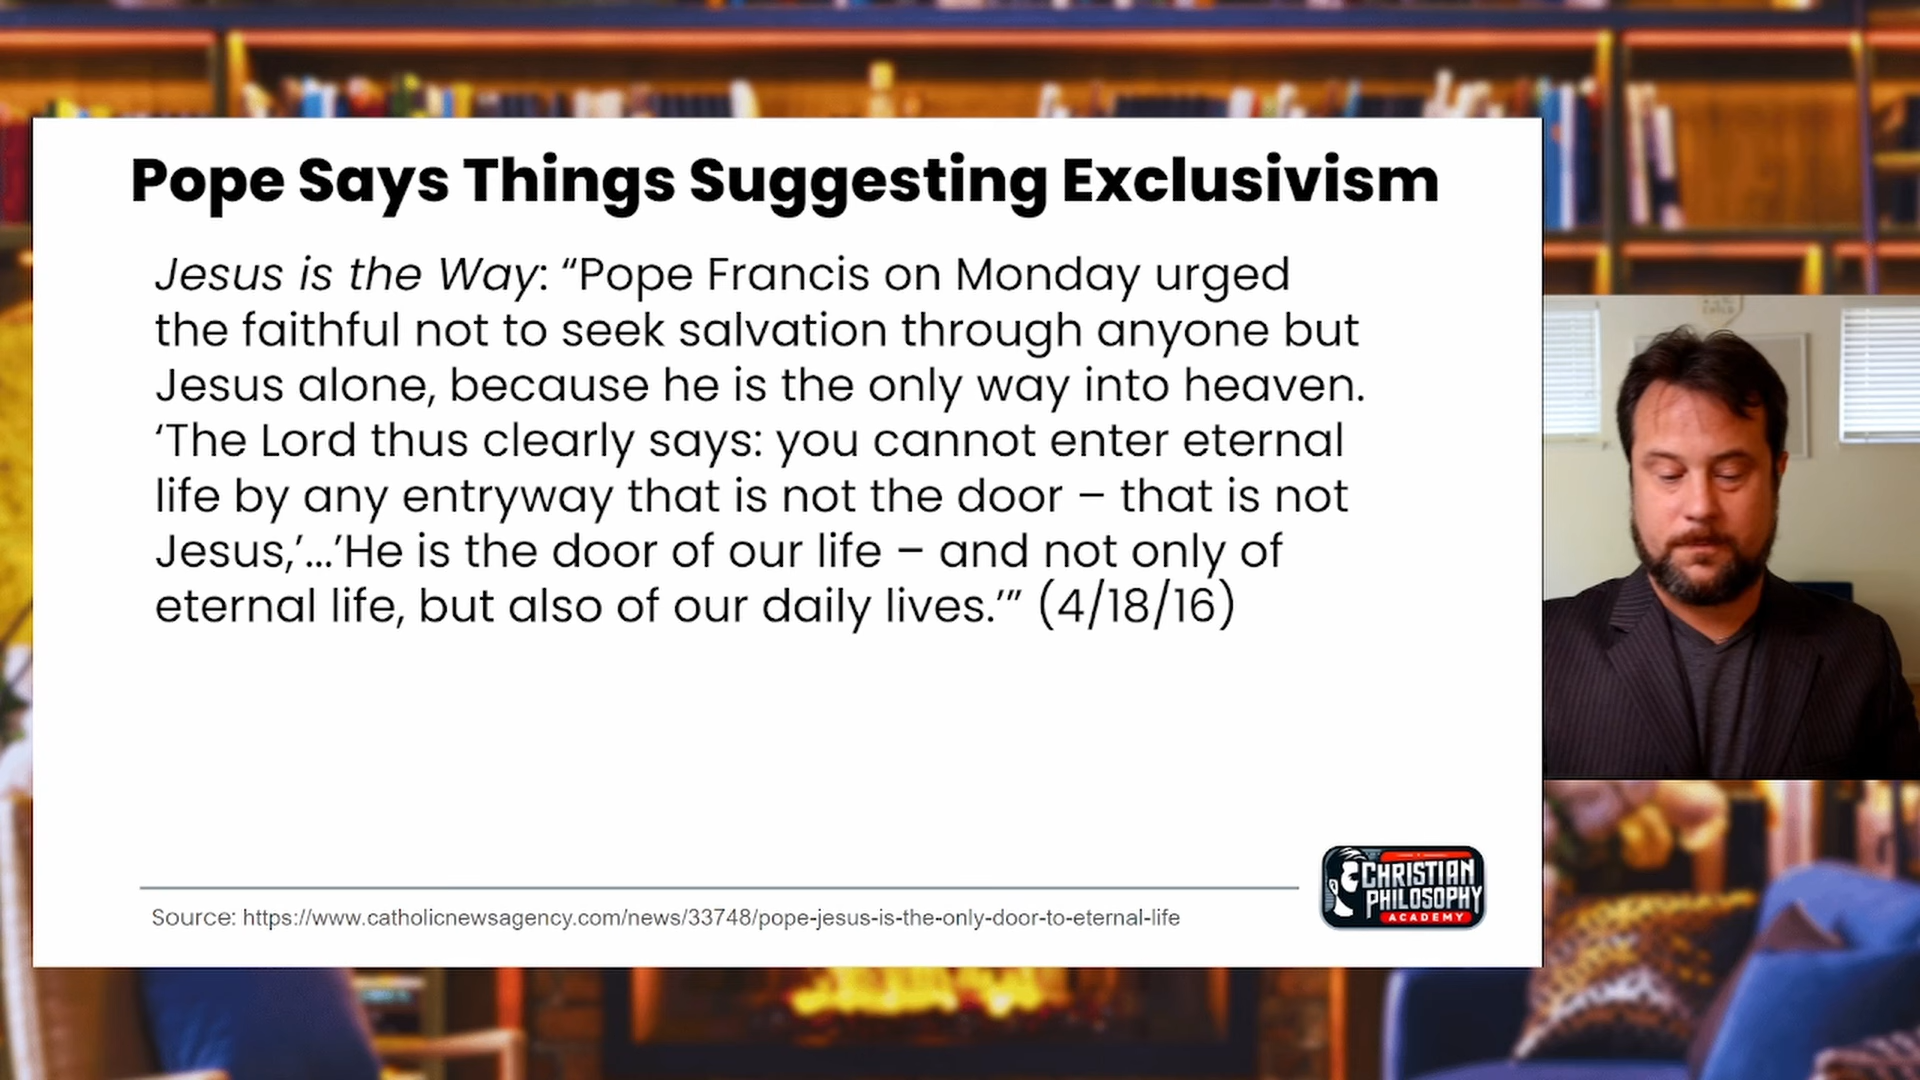 Pope Says Things Suggesting Exclusivism
Jesus is the Way: “Pope Francis on Monday urged
the faithful not to seek salvation through anyone but
Jesus alone, because he is the only way into heaven.
‘The Lord thus clearly says: you cannot enter eternal
life by any entryway that is not the door – that is not
Jesus,’...’He is the door of our life – and not only of
eternal life, but also of our daily lives.’” (4/18/16)
Source: https://www.catholicnewsagency.com/news/33748/pope-jesus-is-the-only-door-to-eternal-life
CHRISTIAN
PHILOSOPHY
ACADEMY